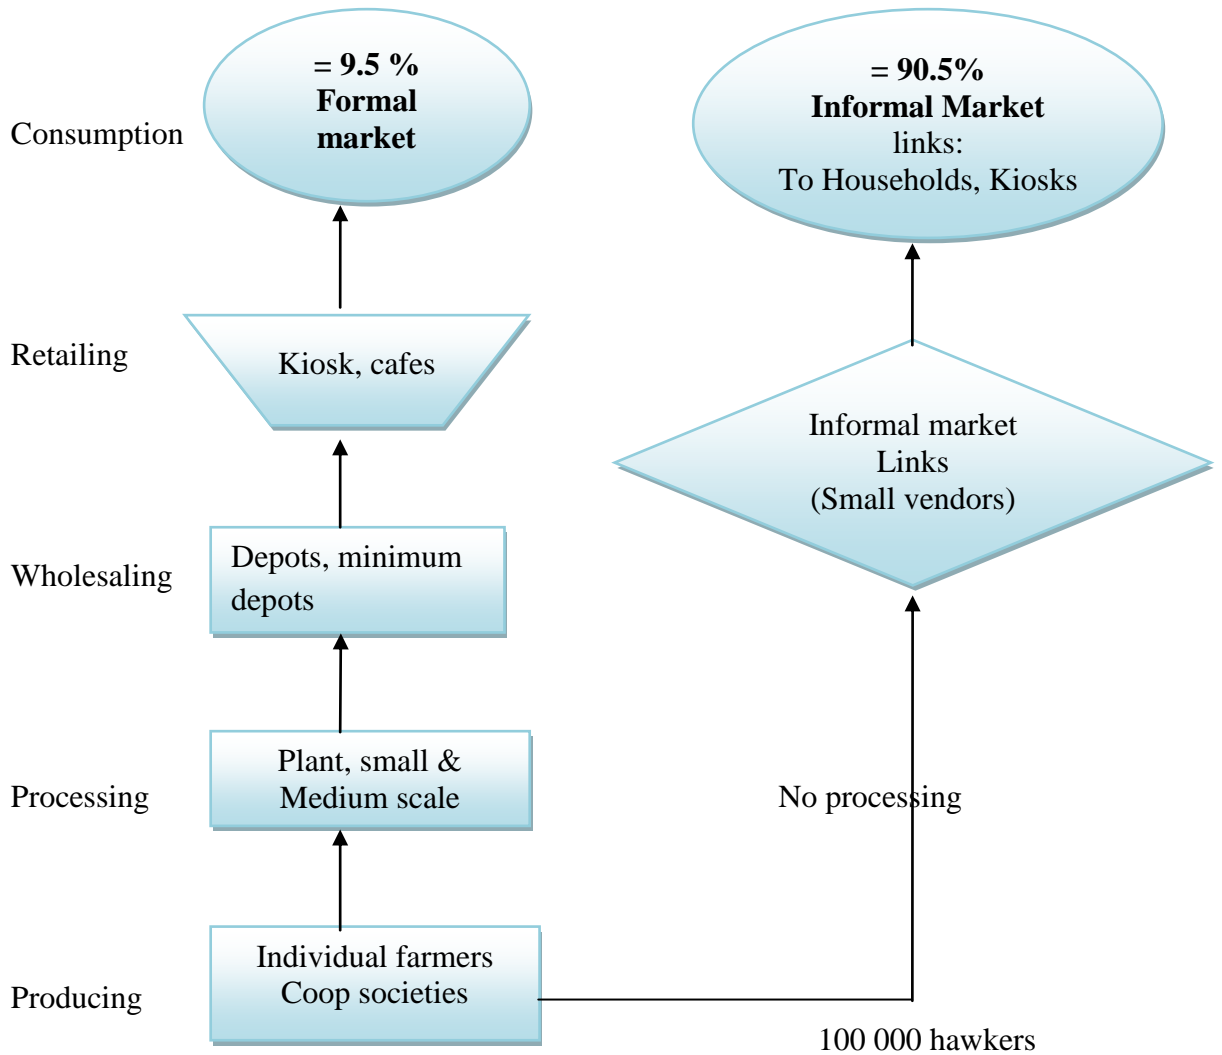 = 9.5 %
Formal
market
= 90.5%
Informal Market
links:
To Households, Kiosks
Consumption
Retailing
Kiosk, cafes
Informal market
Links
(Small vendors)
Wholesaling
Depots, minimum
depots
Processing
Plant, small &
Medium scale
No processing
Producing
Individual farmers
Coop societies
100 000 hawkers